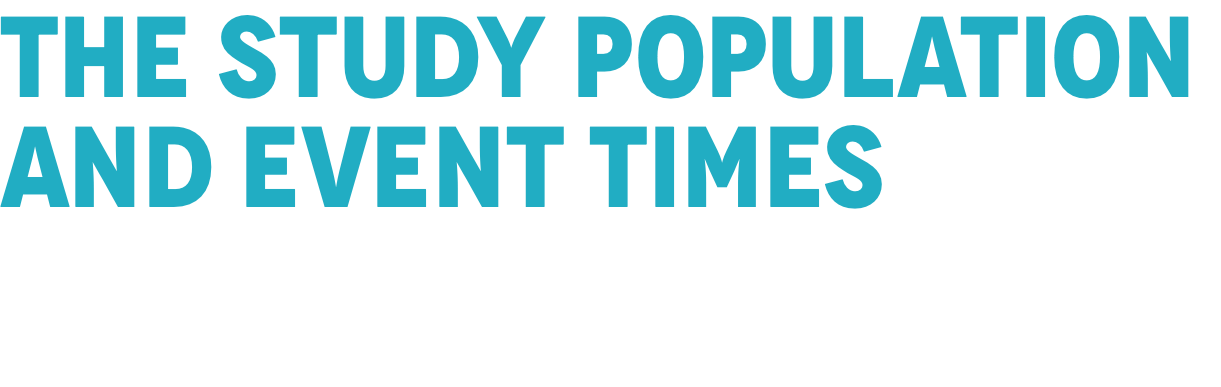 THE STUDY POPULATION
AND EVENT TIMES